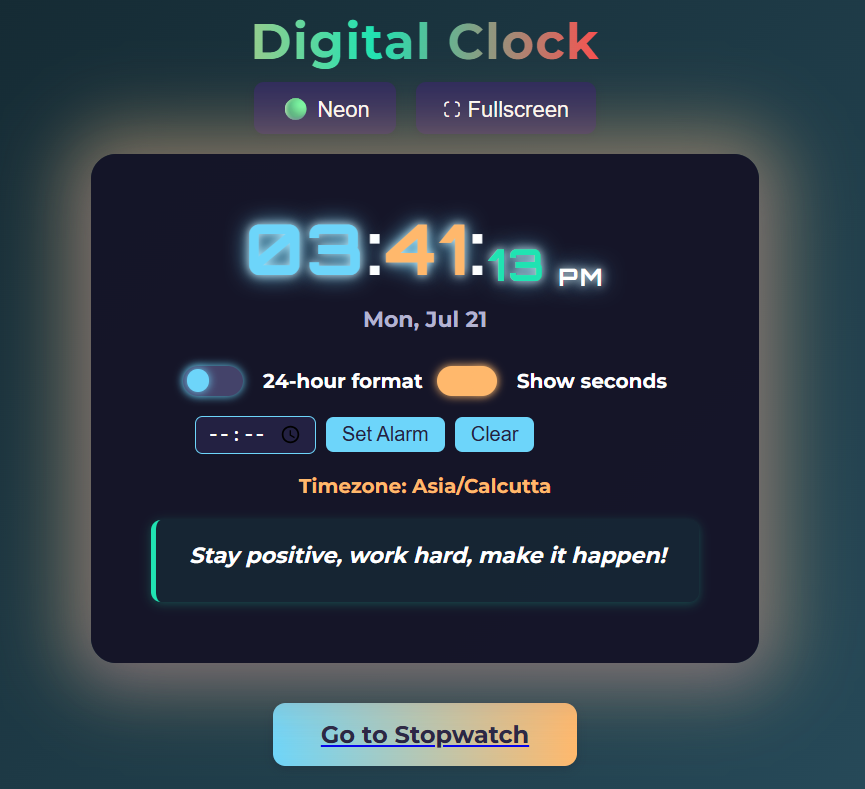 Digital Clock
Neon Fullscreen
03:41:13 PM
Mon, Jul 21
24-hour format Show seconds
--:-- Set Alarm Clear
Timezone: Asia/Calcutta
Stay positive, work hard, make it happen!
Go to Stopwatch